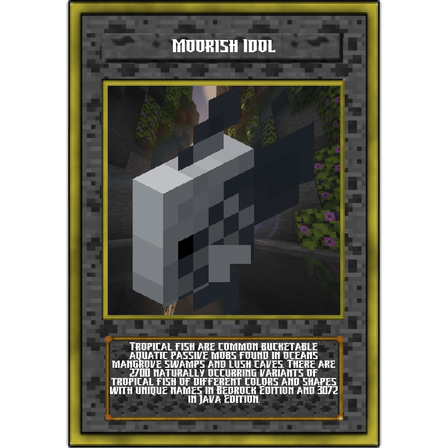 Moorish Idol
Tropical fish are common bucketable
aquatic passive mobs found in oceans
mangrove swamps and lush caves. There are
2700 naturally occurring variants of
tropical fish of different colors and shapes
with unique names in Bedrock Edition and 3072
in Java Edition.